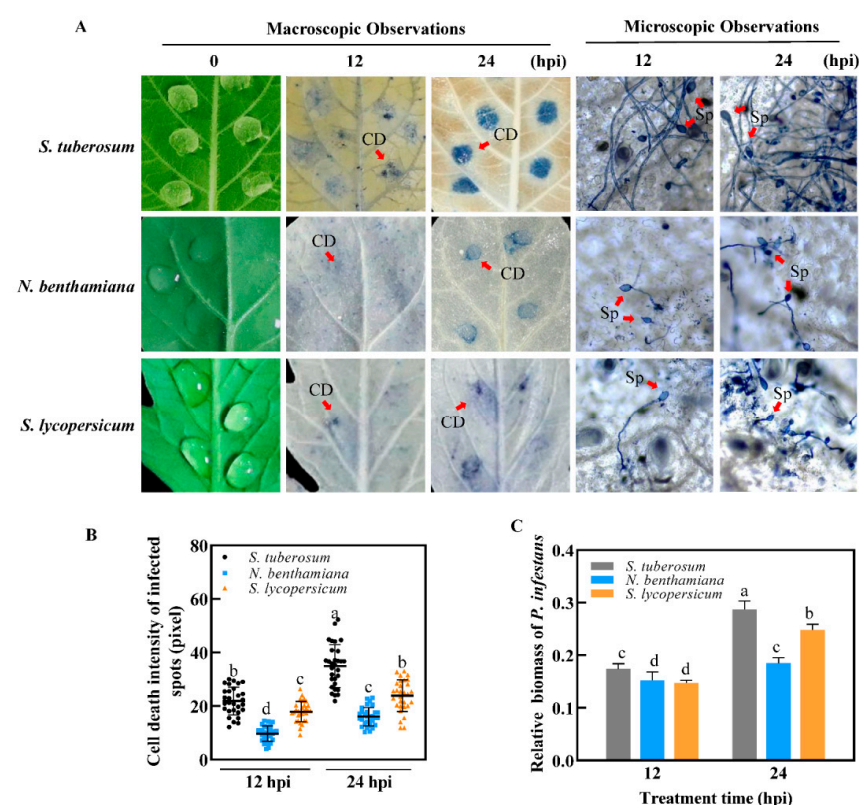 A
Macroscopic Observations
Microscopic Observations
0 12 24 (hpi) 12 24
S. tuberosum
CD
CD
Sp
Sp
N. benthamiana
CD
CD
Sp
Sp
S. lycopersicum
CD
CD
Sp
Sp
B
Cell death intensity of infected
spots (pixel)
80
60
40
20
0
S. tuberosum
N. benthamiana
S. lycopersicum
b
d
c
a
c
b
12 hpi
24 hpi
C
Relative biomass of P. infestans
0.4
0.3
0.2
0.1
0.0
S. tuberosum
N. benthamiana
S. lycopersicum
c
d
d
a
c
b
12
24
Treatment time (hpi)